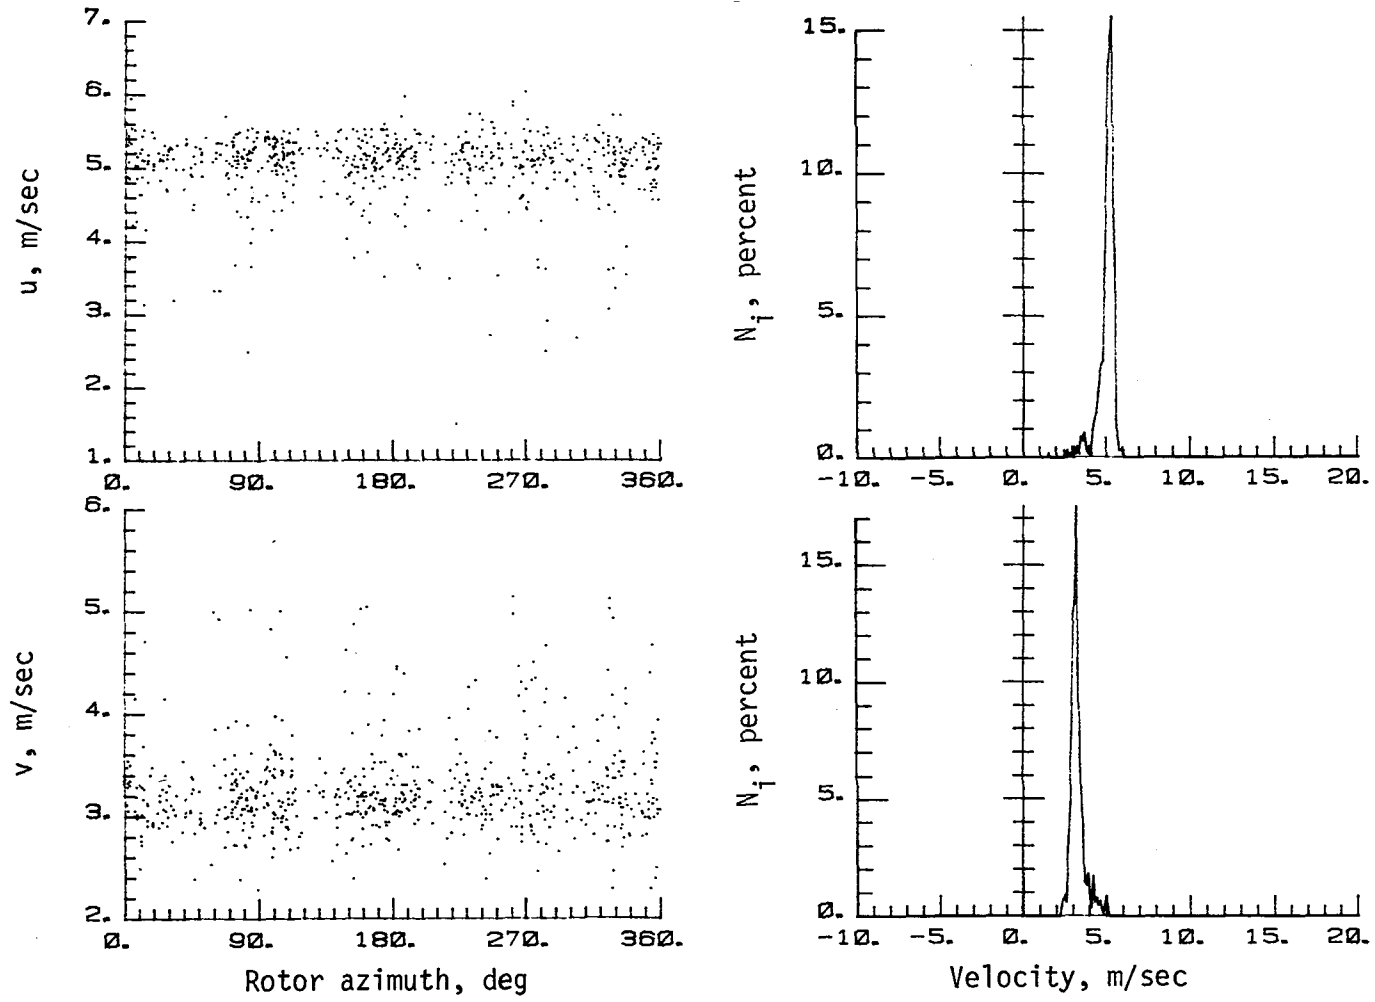 7.
6.
5.
4.
3.
2.
1.
u, m/sec
0. 90. 180. 270. 360.
15.
10.
5.
0.
N_i, percent
-10. -5. 0. 5. 10. 15. 20.
6.
5.
4.
3.
2.
v, m/sec
0. 90. 180. 270. 360.
Rotor azimuth, deg
15.
10.
5.
0.
N_i, percent
-10. -5. 0. 5. 10. 15. 20.
Velocity, m/sec